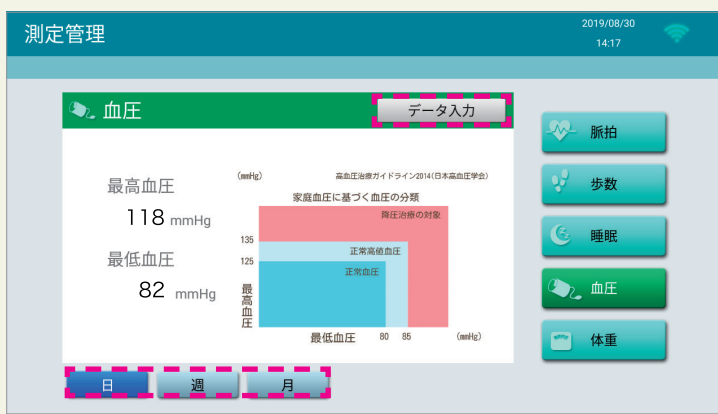 測定管理
2019/08/30
14:17
血圧
データ入力
最高血圧
118 mmHg
最低血圧
82 mmHg
(mmHg)
高血圧治療ガイドライン2014(日本高血圧学会)
家庭血圧に基づく血圧の分類
降圧治療の対象
135
正常高値血圧
125
正常血圧
最高血圧
最低血圧
80
85
(mmHg)
脈拍
歩数
睡眠
血圧
体重
日
週
月